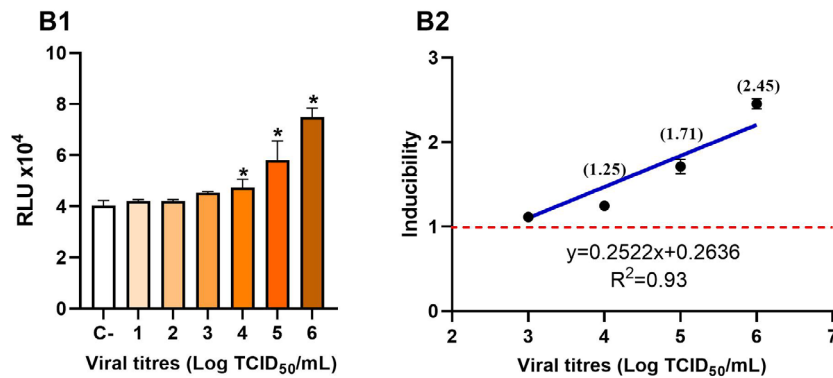 B1
RLU x10⁴
10
8
6
4
2
0
*
*
*
C- 1 2 3 4 5 6
Viral titres (Log TCID₅₀/mL)
B2
Inducibility
3
2
1
0
(1.25)
(1.71)
(2.45)
y=0.2522x+0.2636
R²=0.93
2 3 4 5 6 7
Viral titres (Log TCID₅₀/mL)